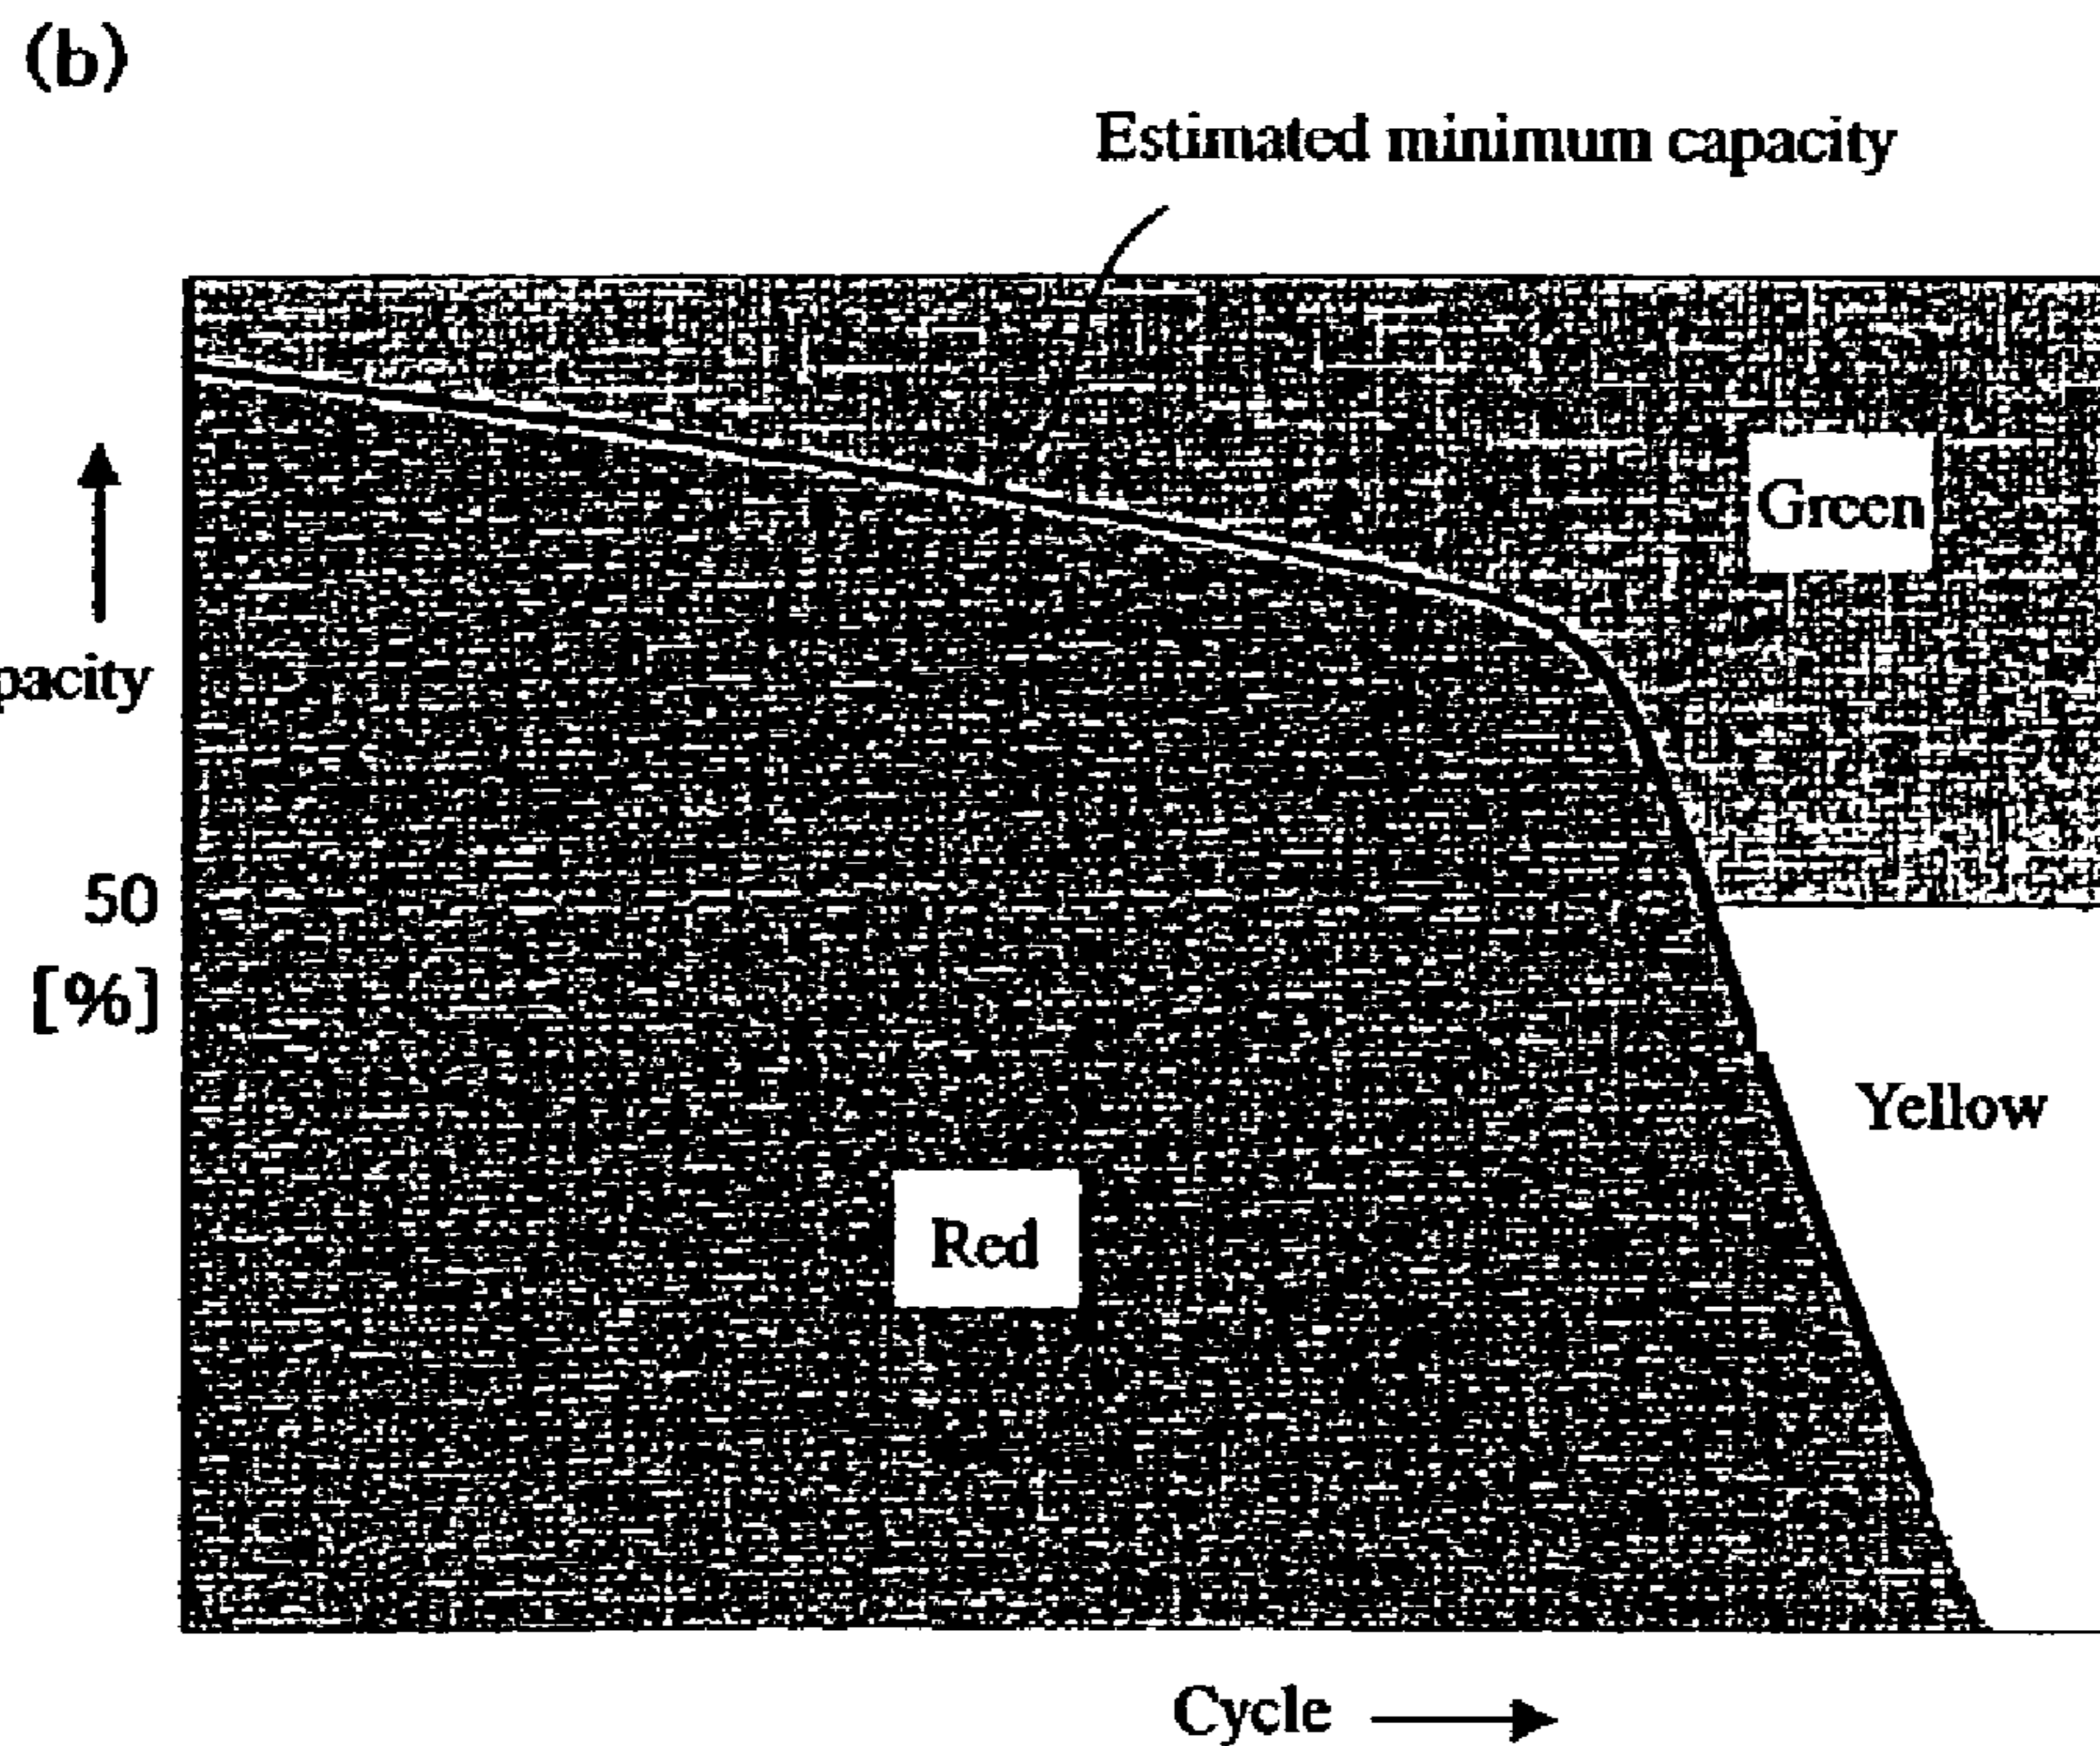 (b)
Estimated minimum capacity
Green
pacity
50
[%]
Yellow
Red
Cycle